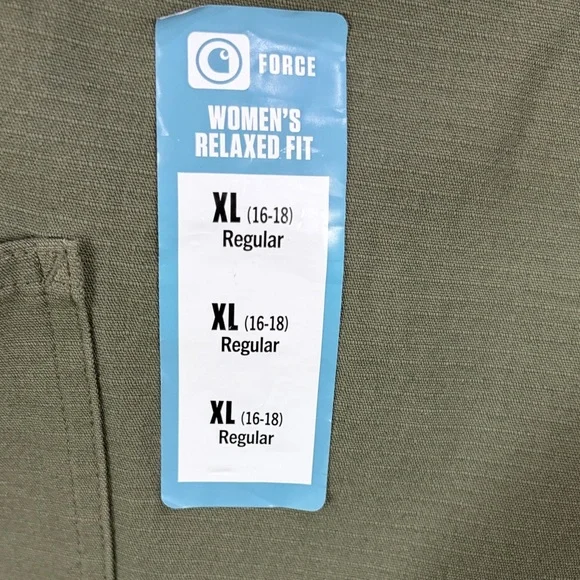 FORCE
WOMEN'S
RELAXED FIT
XL (16-18)
Regular
XL (16-18)
Regular
XL (16-18)
Regular